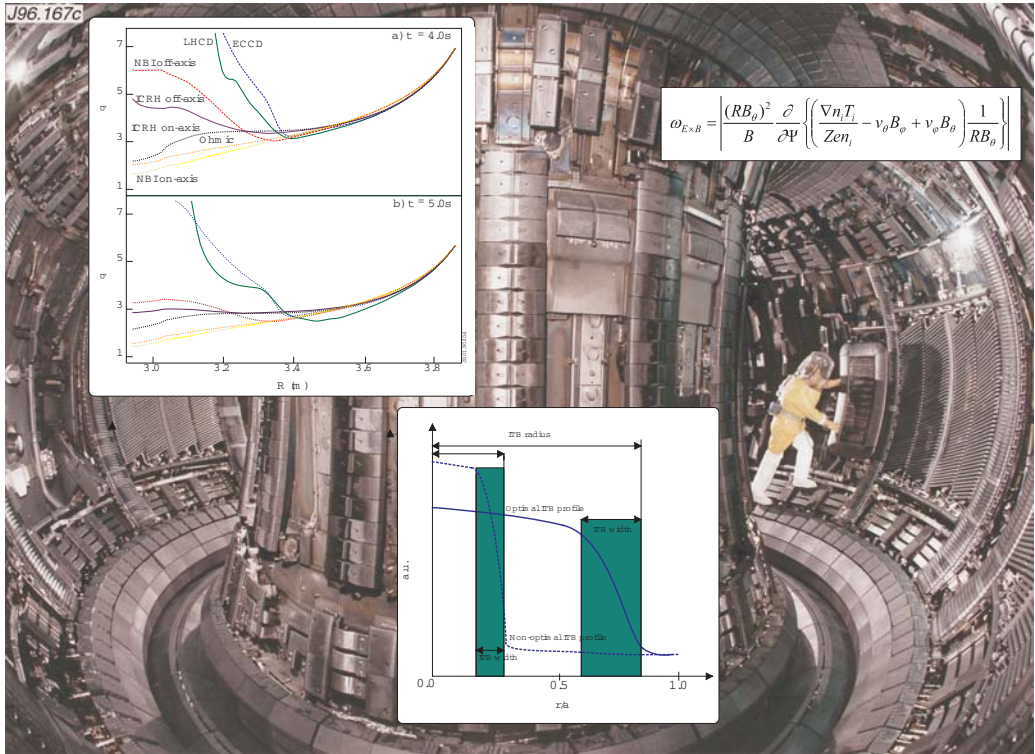 J96.167c
a) t = 4.0s
7
LHCD
ECCD
NBI off-axis
5
q
ICRH off-axis
ICRH on-axis
3
Ohmic
NBI on-axis
1
b) t = 5.0s
7
5
q
3
1
3.0 3.2 3.4 3.6 3.8
R (m)
ω_{E×B} = | (RB_θ)² / B ∂/∂Ψ { ( ∇n_iT_i / Zen_i − v_θB_φ + v_φB_θ ) 1 / RB_θ } |
ITB radius
Optimal ITB profile
ITB width
a.u.
Non-optimal ITB profile
ITB width
0.0 0.5 1.0
r/a